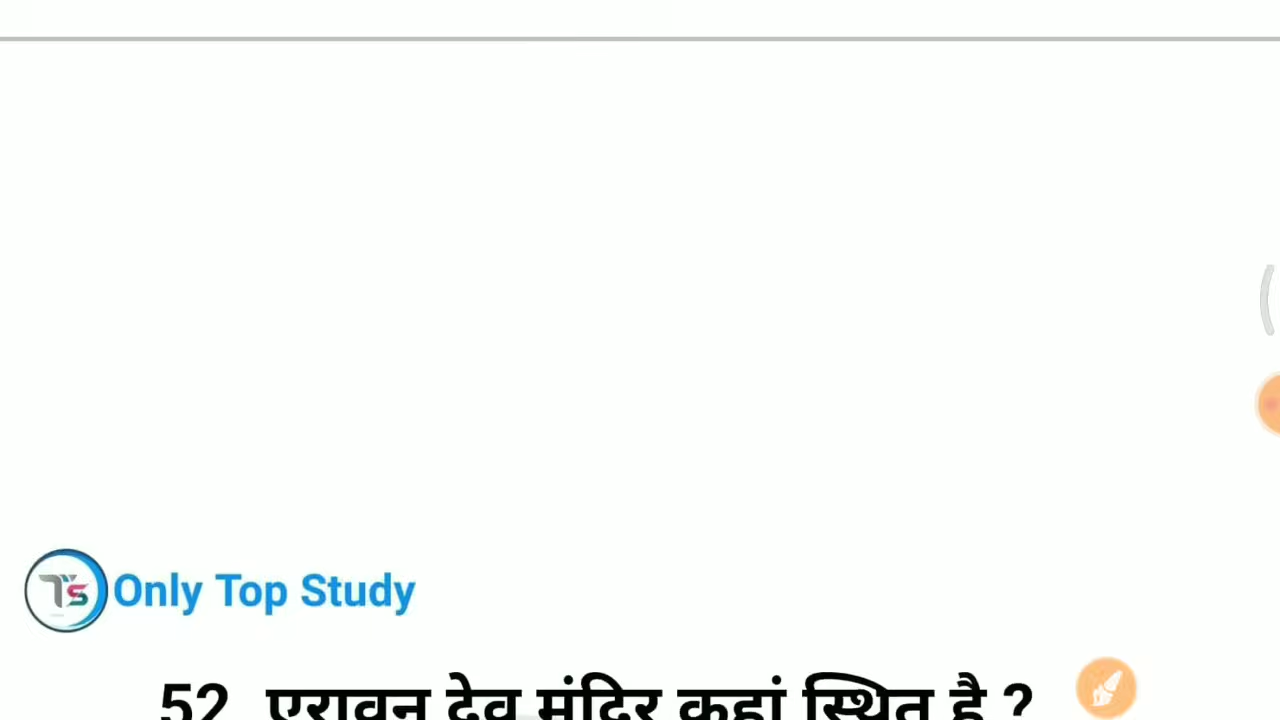 Only Top Study
52 एरावन देव मंदिर कहां स्थित है ?